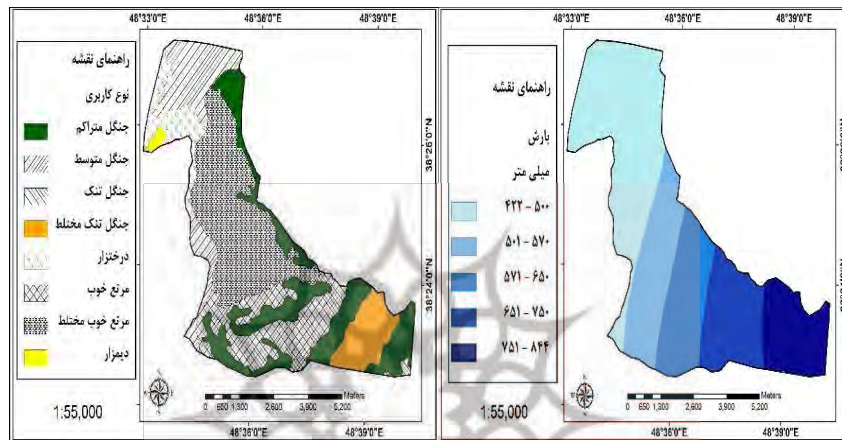 48°33'0"E 48°36'0"E 48°39'0"E
راهنمای نقشه
نوع کاربری
جنگل متراکم
جنگل متوسط
جنگل تنک
جنگل تنک مختلط
درختزار
مرتع خوب
مرتع خوب مختلط
دیمزار
38°26'0"N
38°24'0"N
1:55,000
Meters
0 650 1,300 2,600 3,900 5,200
48°36'0"E 48°39'0"E
48°33'0"E 48°36'0"E 48°39'0"E
راهنمای نقشه
بارش
میلی متر
۴۲۲ - ۵۰۰
۵۰۱ - ۵۷۰
۵۷۱ - ۶۵۰
۶۵۱ - ۷۵۰
۷۵۱ - ۸۴۴
1:55,000
Meters
0 650 1,300 2,600 3,900 5,200
48°36'0"E 48°39'0"E